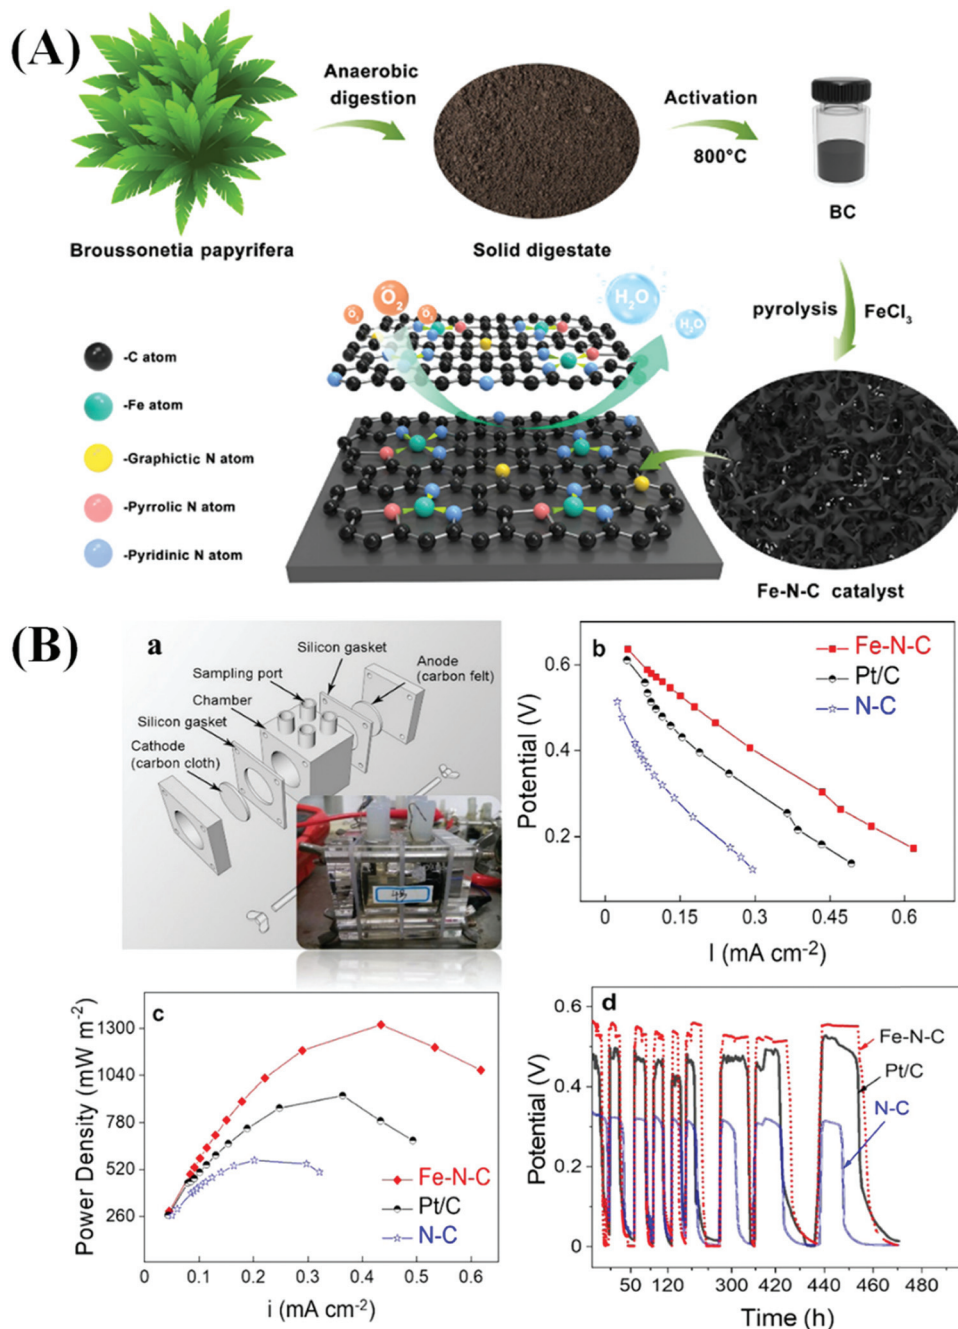 (A)
Anaerobic
digestion
Activation
800°C
BC
Broussonetia papyrifera
Solid digestate
O2
O2
O2
H2O
H2O
pyrolysis
FeCl3
-C atom
-Fe atom
-Graphictic N atom
-Pyrrolic N atom
-Pyridinic N atom
Fe-N-C catalyst
(B)
a
Silicon gasket
Sampling port
Anode
(carbon felt)
Chamber
Silicon gasket
Cathode
(carbon cloth)
b
Fe-N-C
Pt/C
N-C
Potential (V)
0.6
0.4
0.2
0
0.15
0.3
0.45
0.6
I (mA cm-2)
c
Power Density (mW m-2)
1300
1040
780
520
260
Fe-N-C
Pt/C
N-C
0
0.1
0.2
0.3
0.4
0.5
0.6
i (mA cm-2)
d
Potential (V)
0.6
0.4
0.2
0
Fe-N-C
Pt/C
N-C
50
120
300
420
440
460
480
Time (h)